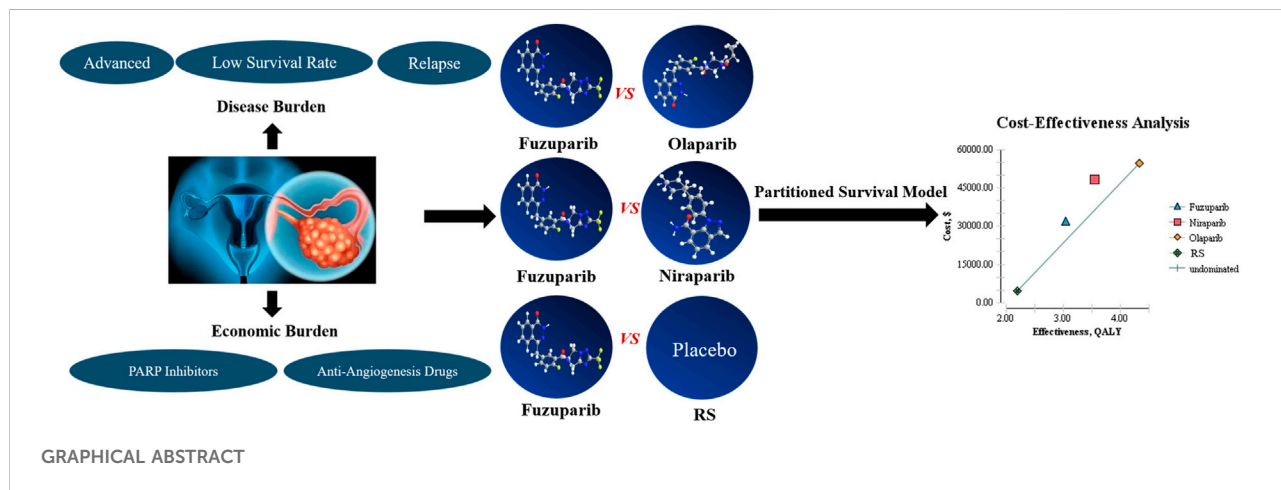 Advanced
Low Survival Rate
Relapse
Disease Burden
Economic Burden
PARP Inhibitors
Anti-Angiogenesis Drugs
VS
Fuzuparib
Olaparib
VS
Fuzuparib
Niraparib
VS
Placebo
Fuzuparib
RS
Partitioned Survival Model
Cost-Effectiveness Analysis
60000.00
45000.00
30000.00
15000.00
0.00
Cost, $
2.00
3.00
4.00
Effectiveness, QALY
Fuzuparib
Niraparib
Olaparib
RS
undominated
GRAPHICAL ABSTRACT